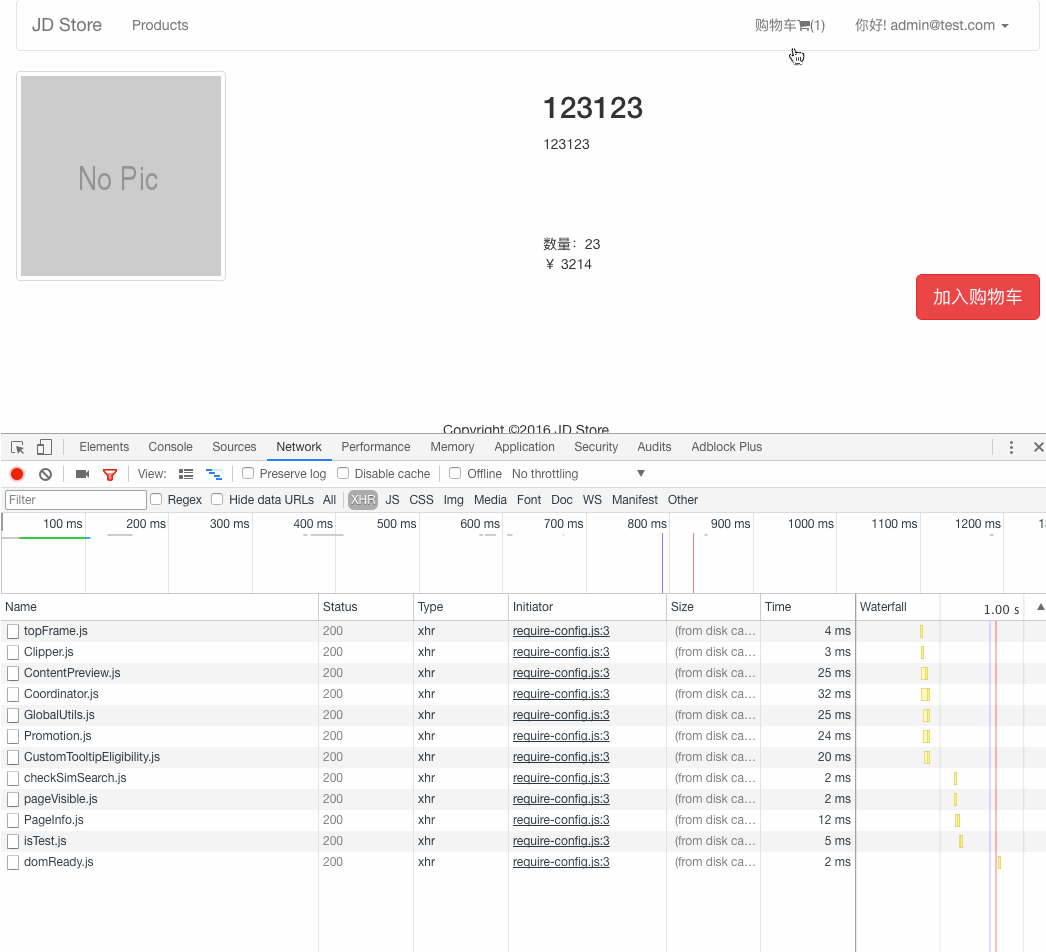 JD Store Products 购物车(1) 你好! admin@test.com
No Pic
123123
123123
数量：23
￥ 3214
加入购物车
Copyright ©2016 JD Store
Elements Console Sources Network Performance Memory Application Security Audits Adblock Plus
View: Preserve log Disable cache Offline No throttling
Filter Regex Hide data URLs All XHR JS CSS Img Media Font Doc WS Manifest Other
100 ms 200 ms 300 ms 400 ms 500 ms 600 ms 700 ms 800 ms 900 ms 1000 ms 1100 ms 1200 ms
Name Status Type Initiator Size Time Waterfall 1.00 s
topFrame.js 200 xhr require-config.js:3 (from disk ca… 4 ms
Clipper.js 200 xhr require-config.js:3 (from disk ca… 3 ms
ContentPreview.js 200 xhr require-config.js:3 (from disk ca… 25 ms
Coordinator.js 200 xhr require-config.js:3 (from disk ca… 32 ms
GlobalUtils.js 200 xhr require-config.js:3 (from disk ca… 25 ms
Promotion.js 200 xhr require-config.js:3 (from disk ca… 24 ms
CustomTooltipEligibility.js 200 xhr require-config.js:3 (from disk ca… 20 ms
checkSimSearch.js 200 xhr require-config.js:3 (from disk ca… 2 ms
pageVisible.js 200 xhr require-config.js:3 (from disk ca… 2 ms
PageInfo.js 200 xhr require-config.js:3 (from disk ca… 12 ms
isTest.js 200 xhr require-config.js:3 (from disk ca… 5 ms
domReady.js 200 xhr require-config.js:3 (from disk ca… 2 ms